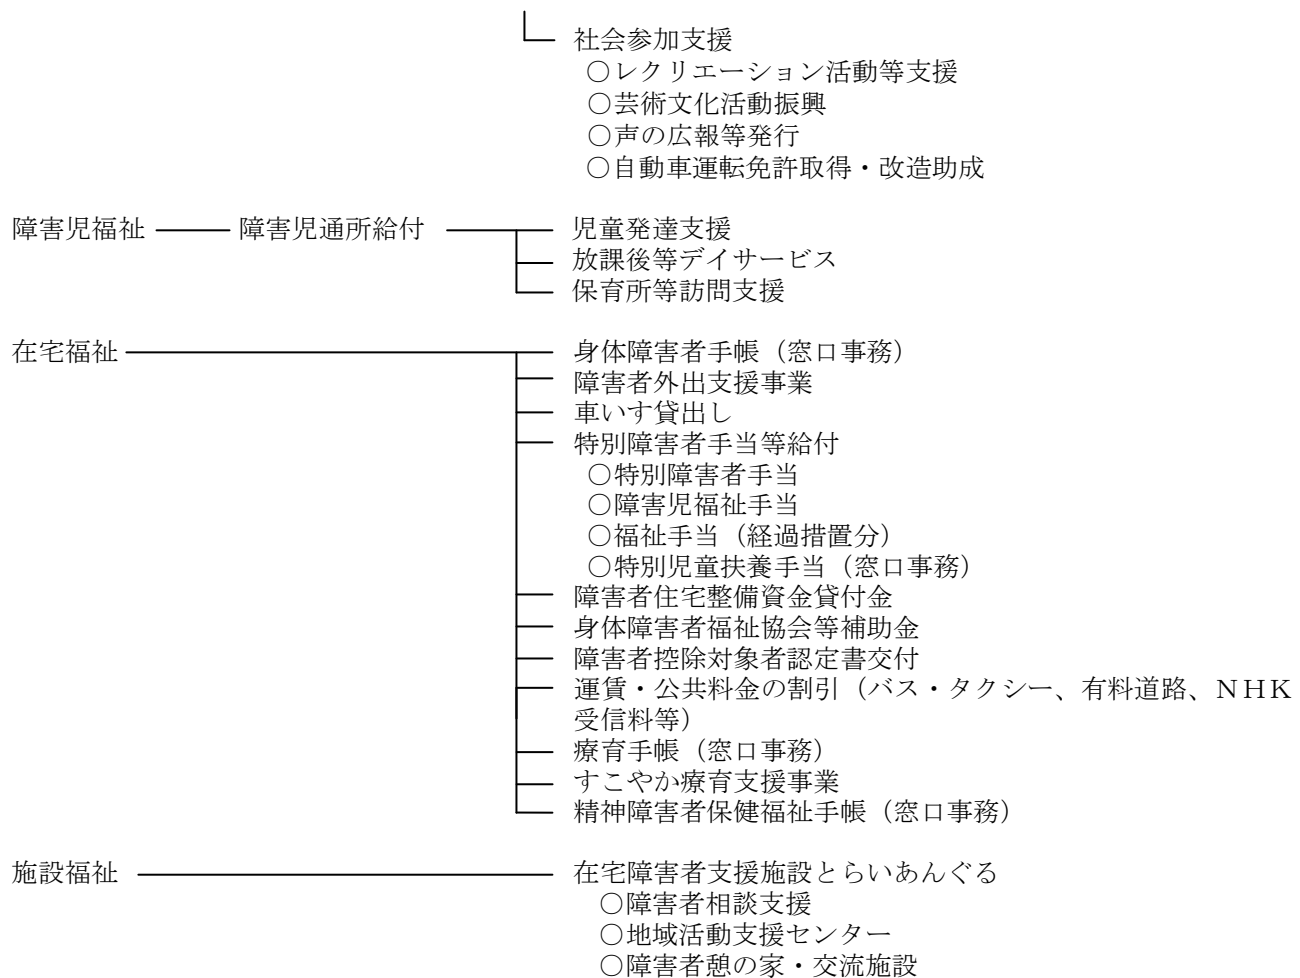 社会参加支援
○レクリエーション活動等支援
○芸術文化活動振興
○声の広報等発行
○自動車運転免許取得・改造助成
障害児福祉 障害児通所給付 児童発達支援
放課後等デイサービス
保育所等訪問支援
在宅福祉 身体障害者手帳（窓口事務）
障害者外出支援事業
車いす貸出し
特別障害者手当等給付
○特別障害者手当
○障害児福祉手当
○福祉手当（経過措置分）
○特別児童扶養手当（窓口事務）
障害者住宅整備資金貸付金
身体障害者福祉協会等補助金
障害者控除対象者認定書交付
運賃・公共料金の割引（バス・タクシー、有料道路、ＮＨＫ
受信料等）
療育手帳（窓口事務）
すこやか療育支援事業
精神障害者保健福祉手帳（窓口事務）
施設福祉 在宅障害者支援施設とらいあんぐる
○障害者相談支援
○地域活動支援センター
○障害者憩の家・交流施設